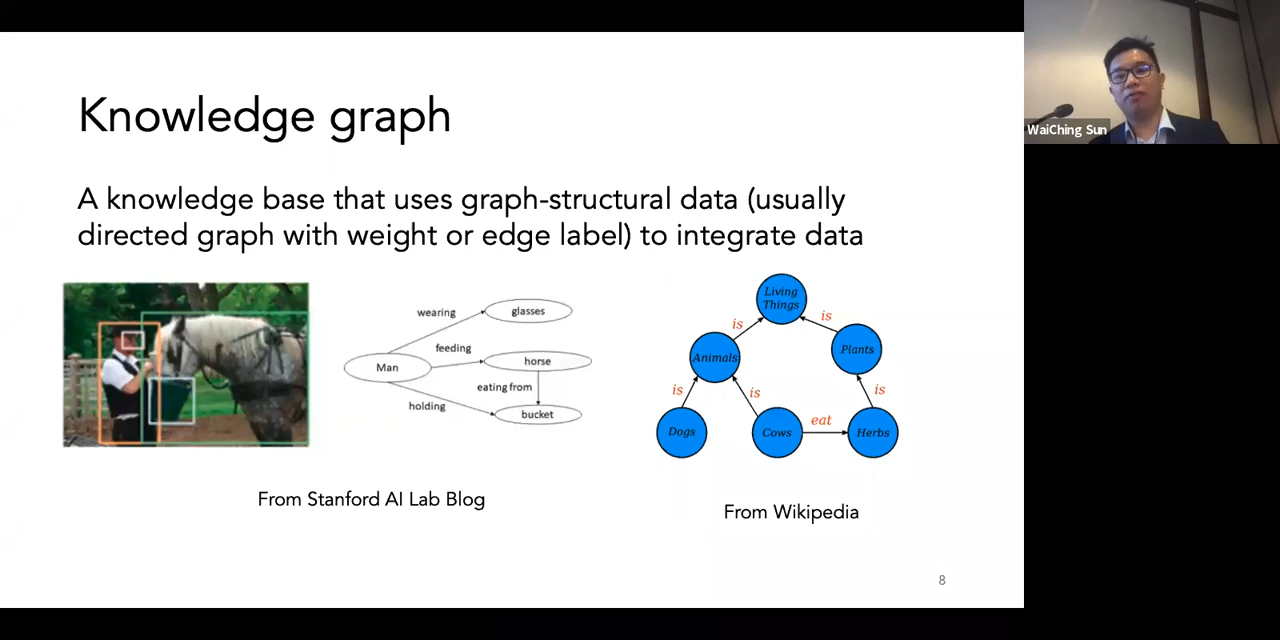 Knowledge graph
A knowledge base that uses graph-structural data (usually
directed graph with weight or edge label) to integrate data
wearing
glasses
feeding
Man
horse
eating from
holding
bucket
From Stanford AI Lab Blog
Living
Things
is
is
Animals
Plants
is
is
is
Dogs
Cows
eat
Herbs
From Wikipedia
8
WaiChing Sun